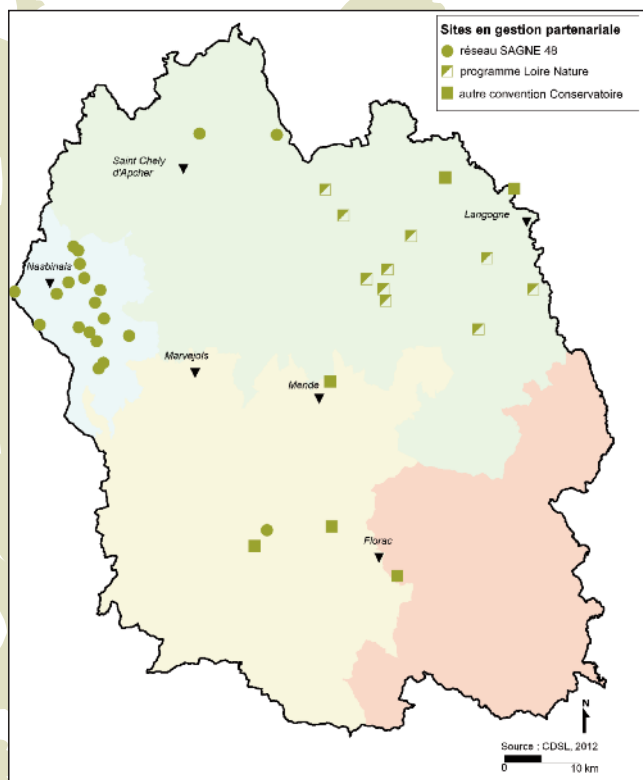 Sites en gestion partenariale
réseau SAGNE 48
programme Loire Nature
autre convention Conservatoire
Saint Chely
d'Apcher
Langogne
Nasbinals
Marvejols
Mende
Florac
N
Source : CDSL, 2012
0 10 km